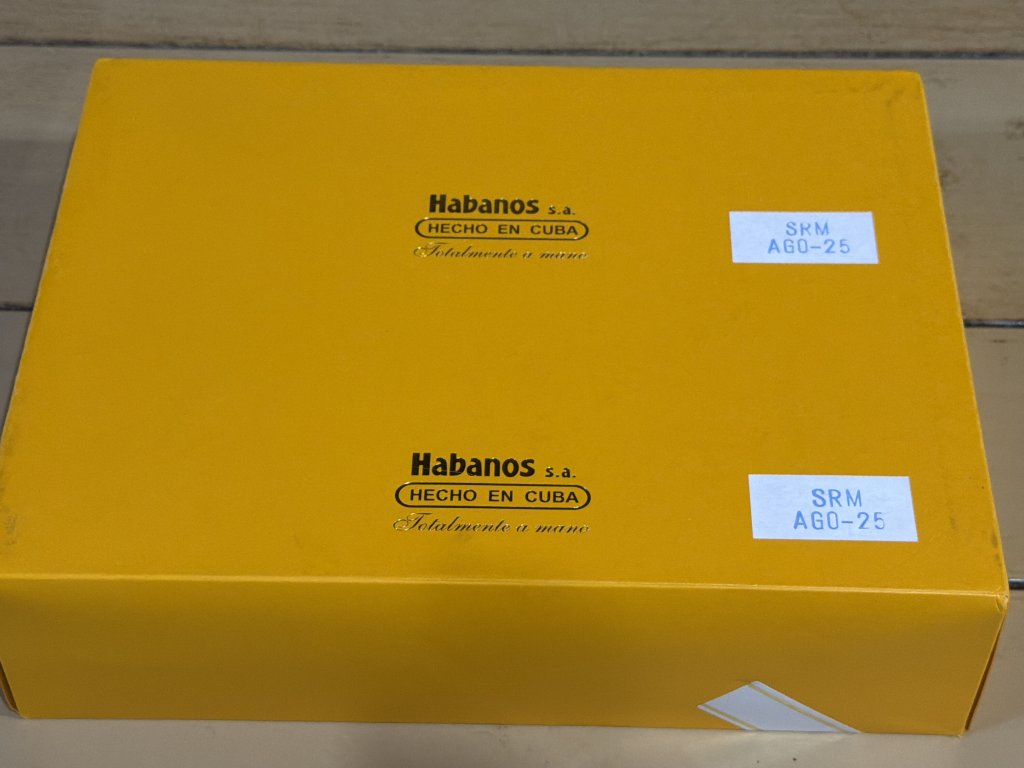 Habanos s.a.
HECHO EN CUBA
Totalmente a mano
SRM
AGO-25
Habanos s.a.
HECHO EN CUBA
Totalmente a mano
SRM
AGO-25